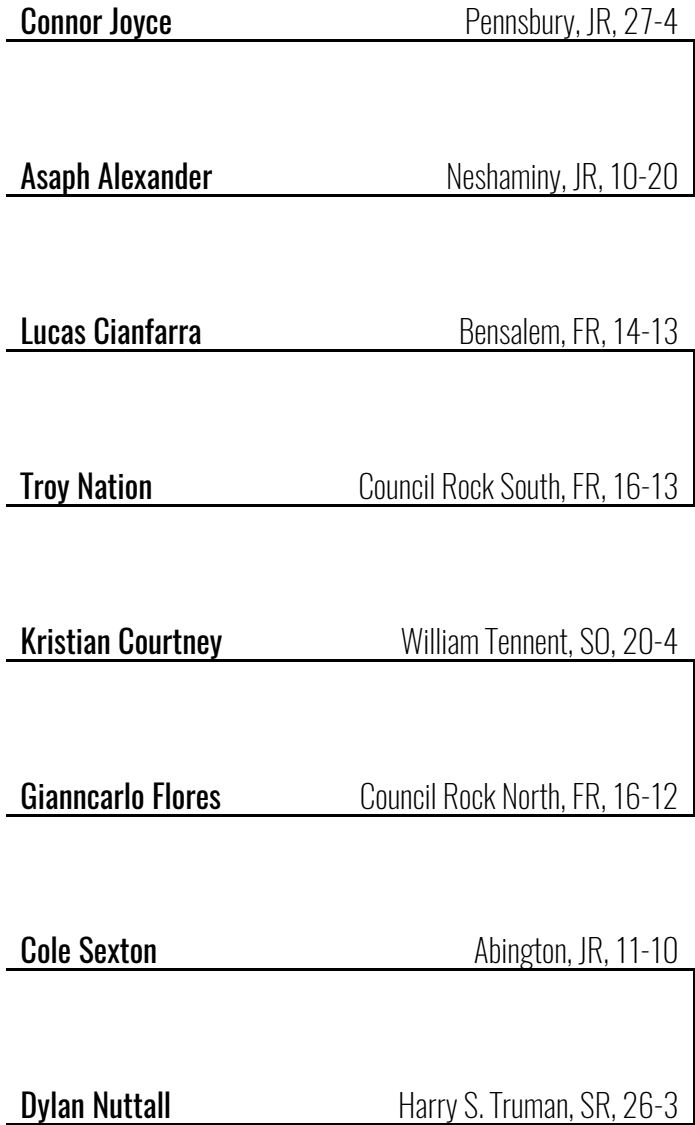 Connor Joyce Pennsbury, JR, 27-4
Asaph Alexander Neshaminy, JR, 10-20
Lucas Cianfarra Bensalem, FR, 14-13
Troy Nation Council Rock South, FR, 16-13
Kristian Courtney William Tennent, SO, 20-4
Gianncarlo Flores Council Rock North, FR, 16-12
Cole Sexton Abington, JR, 11-10
Dylan Nuttall Harry S. Truman, SR, 26-3